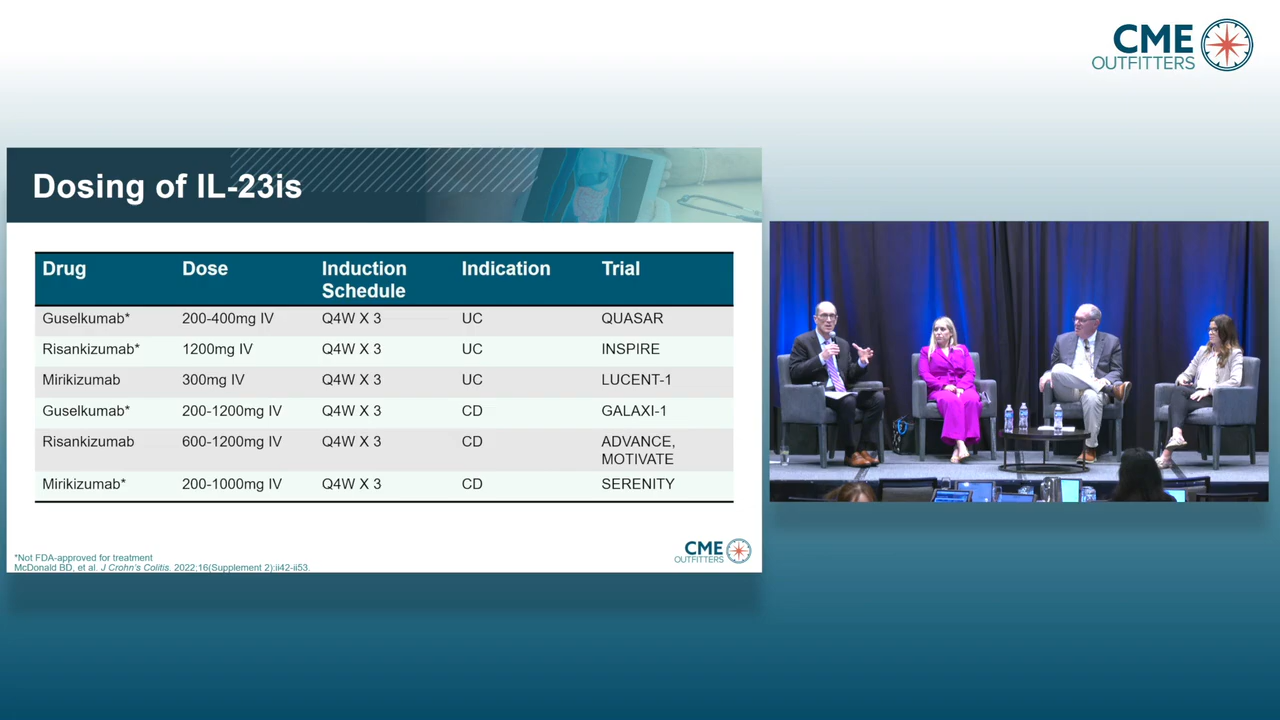 CME
OUTFITTERS
Dosing of IL-23is
Drug Dose Induction Schedule Indication Trial
Guselkumab* 200-400mg IV Q4W X 3 UC QUASAR
Risankizumab* 1200mg IV Q4W X 3 UC INSPIRE
Mirikizumab 300mg IV Q4W X 3 UC LUCENT-1
Guselkumab* 200-1200mg IV Q4W X 3 CD GALAXI-1
Risankizumab 600-1200mg IV Q4W X 3 CD ADVANCE,
MOTIVATE
Mirikizumab* 200-1000mg IV Q4W X 3 CD SERENITY
*Not FDA-approved for treatment
McDonald BD, et al. J Crohn's Colitis. 2022;16(Supplement 2):ii42-ii53.
CME
OUTFITTERS